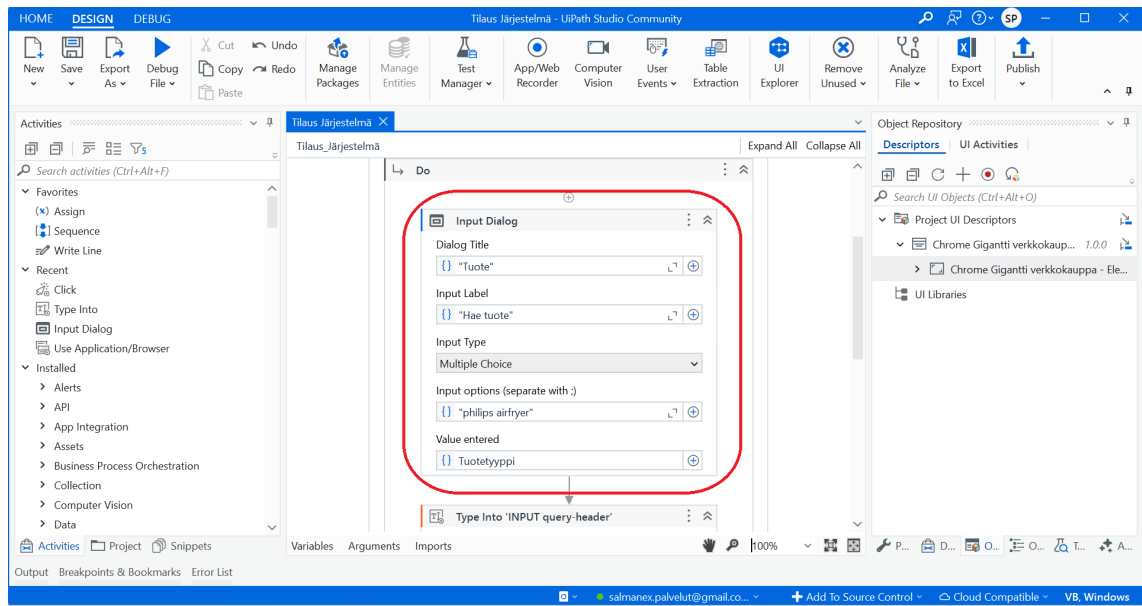 HOME DESIGN DEBUG Tilaus Järjestelmä - UiPath Studio Community SP
New Save Export As Debug File Cut Copy Paste Undo Redo Manage Packages Manage Entities Test Manager App/Web Recorder Computer Vision User Events Table Extraction UI Explorer Remove Unused Analyze File Export to Excel Publish
Activities
Search activities (Ctrl+Alt+F)
Favorites
Assign
Sequence
Write Line
Recent
Click
Type Into
Input Dialog
Use Application/Browser
Installed
Alerts
API
App Integration
Assets
Business Process Orchestration
Collection
Computer Vision
Data
Activities Project Snippets
Tilaus Järjestelmä
Tilaus_Järjestelmä Expand All Collapse All
Do
Input Dialog
Dialog Title
"Tuote"
Input Label
"Hae tuote"
Input Type
Multiple Choice
Input options (separate with ;)
"philips airfryer"
Value entered
Tuotetyyppi
Type Into 'INPUT query-header'
Variables Arguments Imports 100%
Object Repository
Descriptors UI Activities
Search UI Objects (Ctrl+Alt+O)
Project UI Descriptors
Chrome Gigantti verkkokaup... 1.0.0
Chrome Gigantti verkkokauppa - Ele...
UI Libraries
P... D... O... O... T... A...
Output Breakpoints & Bookmarks Error List
salmanex.palvelut@gmail.co... Add To Source Control Cloud Compatible VB, Windows